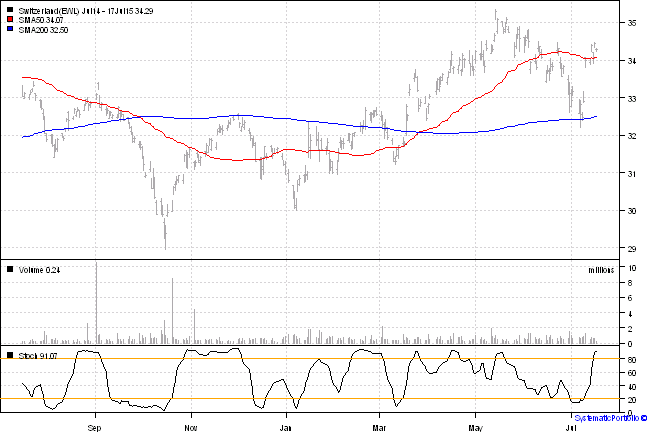 Switzerland(EWL) Jul14 - 17Jul15 34.29
SMA50 34.07
SMA200 32.50
35
34
33
32
31
30
29
Volume 0.24
millions
10
8
6
4
2
0
Stoch 91.07
80
60
40
20
0
Sep
Nov
Jan
Mar
May
Jul
SystematicPortfolio ©